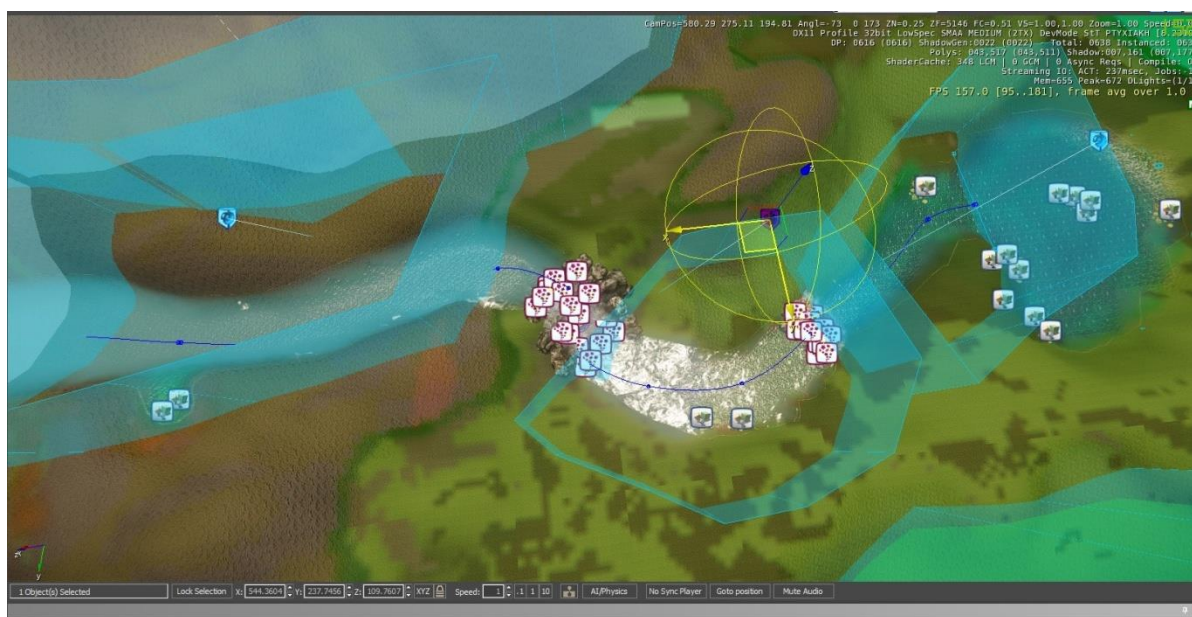 CamPos=580.29 275.11 194.81 Angl=-73 0 173 ZN=0.25 ZF=5146 FC=0.51 VS=1.00,1.00 Zoom=1.00
DX11 Profile 32bit LowSpec SMAA MEDIUM (2TX) DevMode StT PTYXIAKH
DP: 0616 (0616) ShadowGen:0022 (0022) Total: 0638 Instanced:
Polys: 043,517 (043,511) Shadow:007,161
ShaderCache: 348 LCM | 0 GCM | 0 Async Reqs | Compile:
Streaming IO: ACT: 237msec,
Mem=655 Peak=672 DLights=
FPS 157.0 [95..181], frame avg over 1.0
y
1 Object(s) Selected Lock Selection X: 544.3604 Y: 237.7456 Z: 109.7607 XYZ Speed: 1 .1 1 10 AI/Physics No Sync Player Goto position Mute Audio